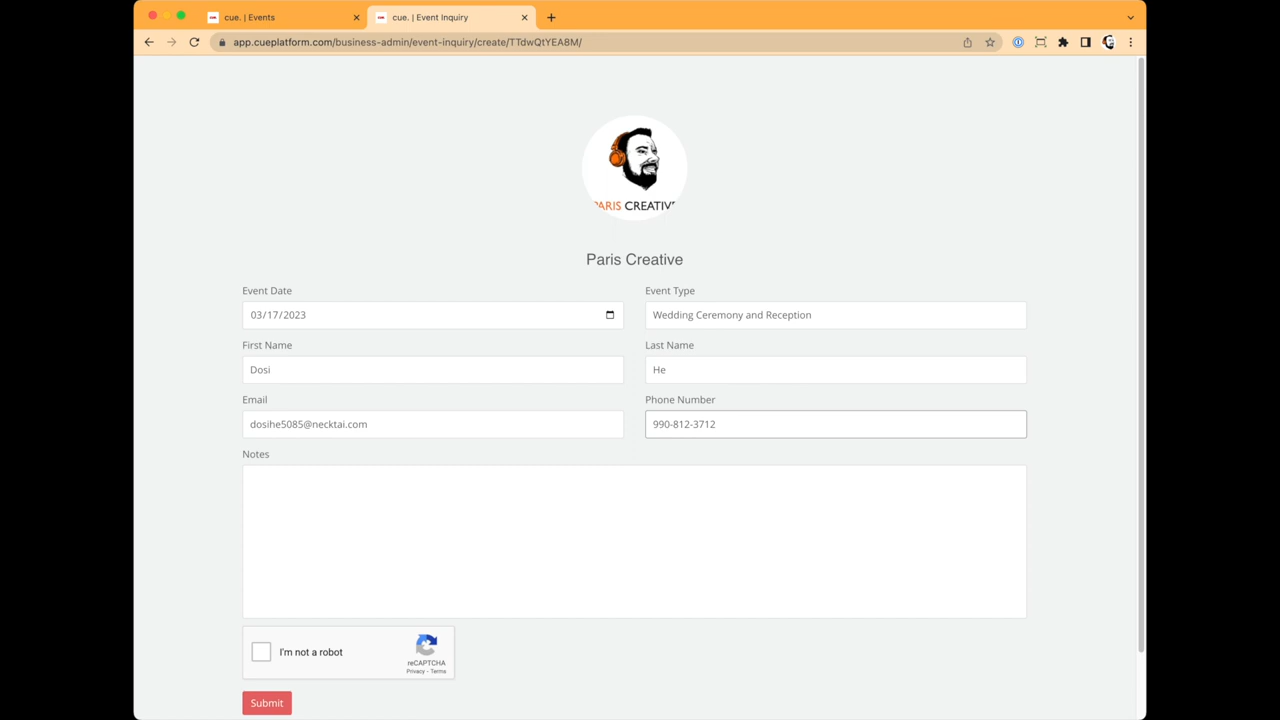 cue. | Events
cue. | Event Inquiry
app.cueplatform.com/business-admin/event-inquiry/create/TTdwQtYEA8M/
PARIS CREATIVE
Paris Creative
Event Date
Event Type
03/17/2023
Wedding Ceremony and Reception
First Name
Last Name
Dosi
He
Email
Phone Number
dosihe5085@necktai.com
990-812-3712
Notes
I'm not a robot
reCAPTCHA
Privacy - Terms
Submit